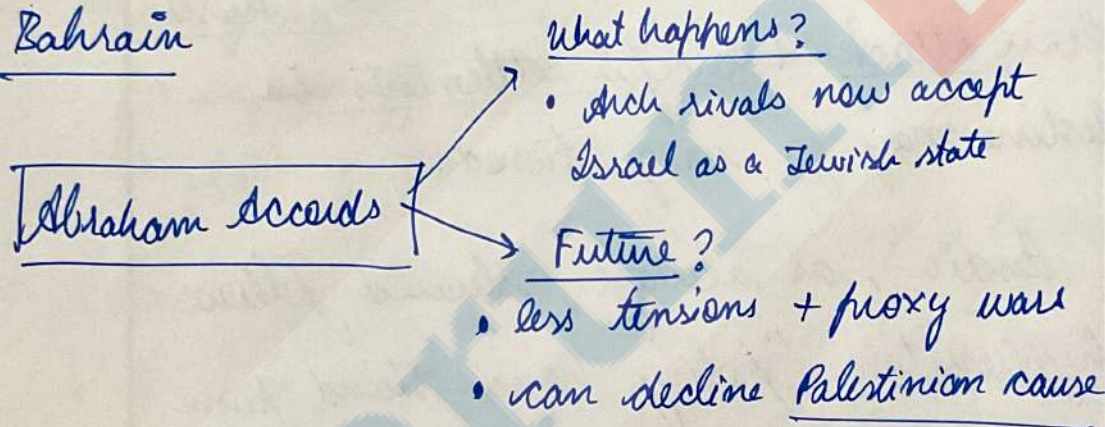 Bahrain
Abraham Accords
What happens?
• Arch rivals now accept
Israel as a Jewish state
Future?
• less tensions + proxy wars
• can decline Palestinian cause